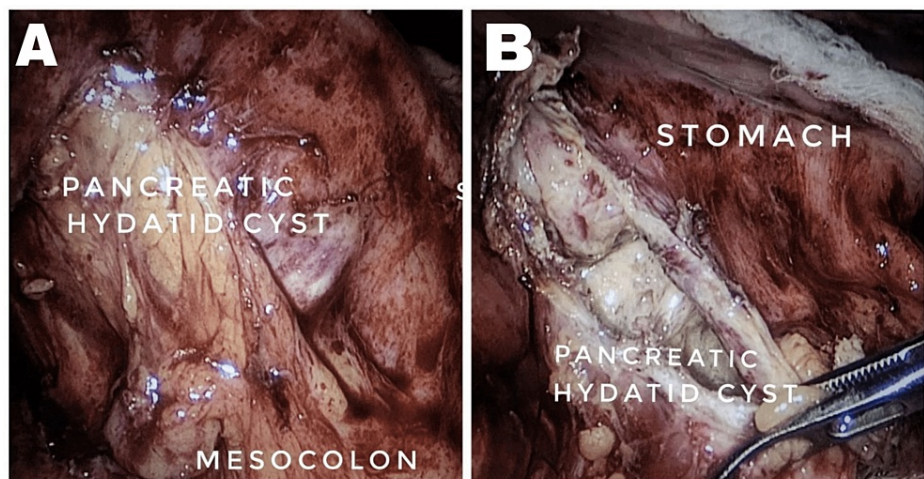 A
PANCREATIC
HYDATID CYST
MESOCOLON
B
STOMACH
PANCREATIC
HYDATID CYST